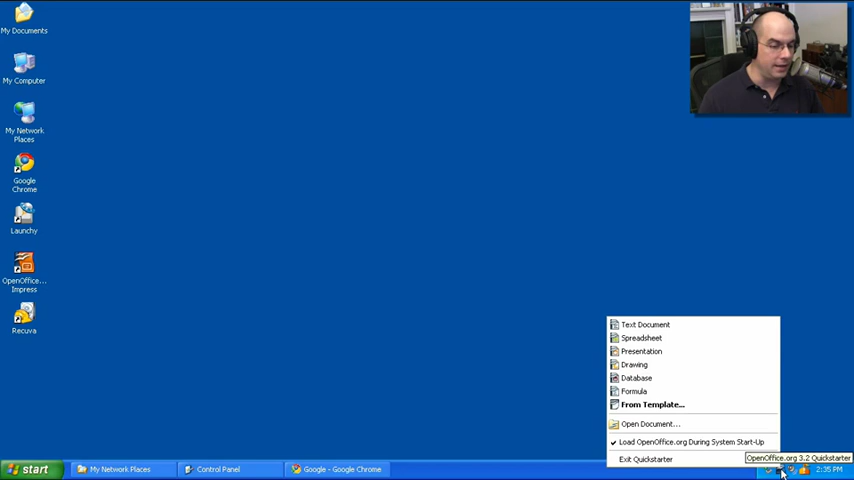 My Documents
My Computer
My Network
Places
Google
Chrome
Launchy
OpenOffice...
Impress
Recuva
Text Document
Spreadsheet
Presentation
Drawing
Database
Formula
From Template...
Open Document...
Load OpenOffice.org During System Start-Up
Exit Quickstarter
OpenOffice.org 3.2 Quickstarter
start
My Network Places
Control Panel
Google - Google Chrome
2:35 PM